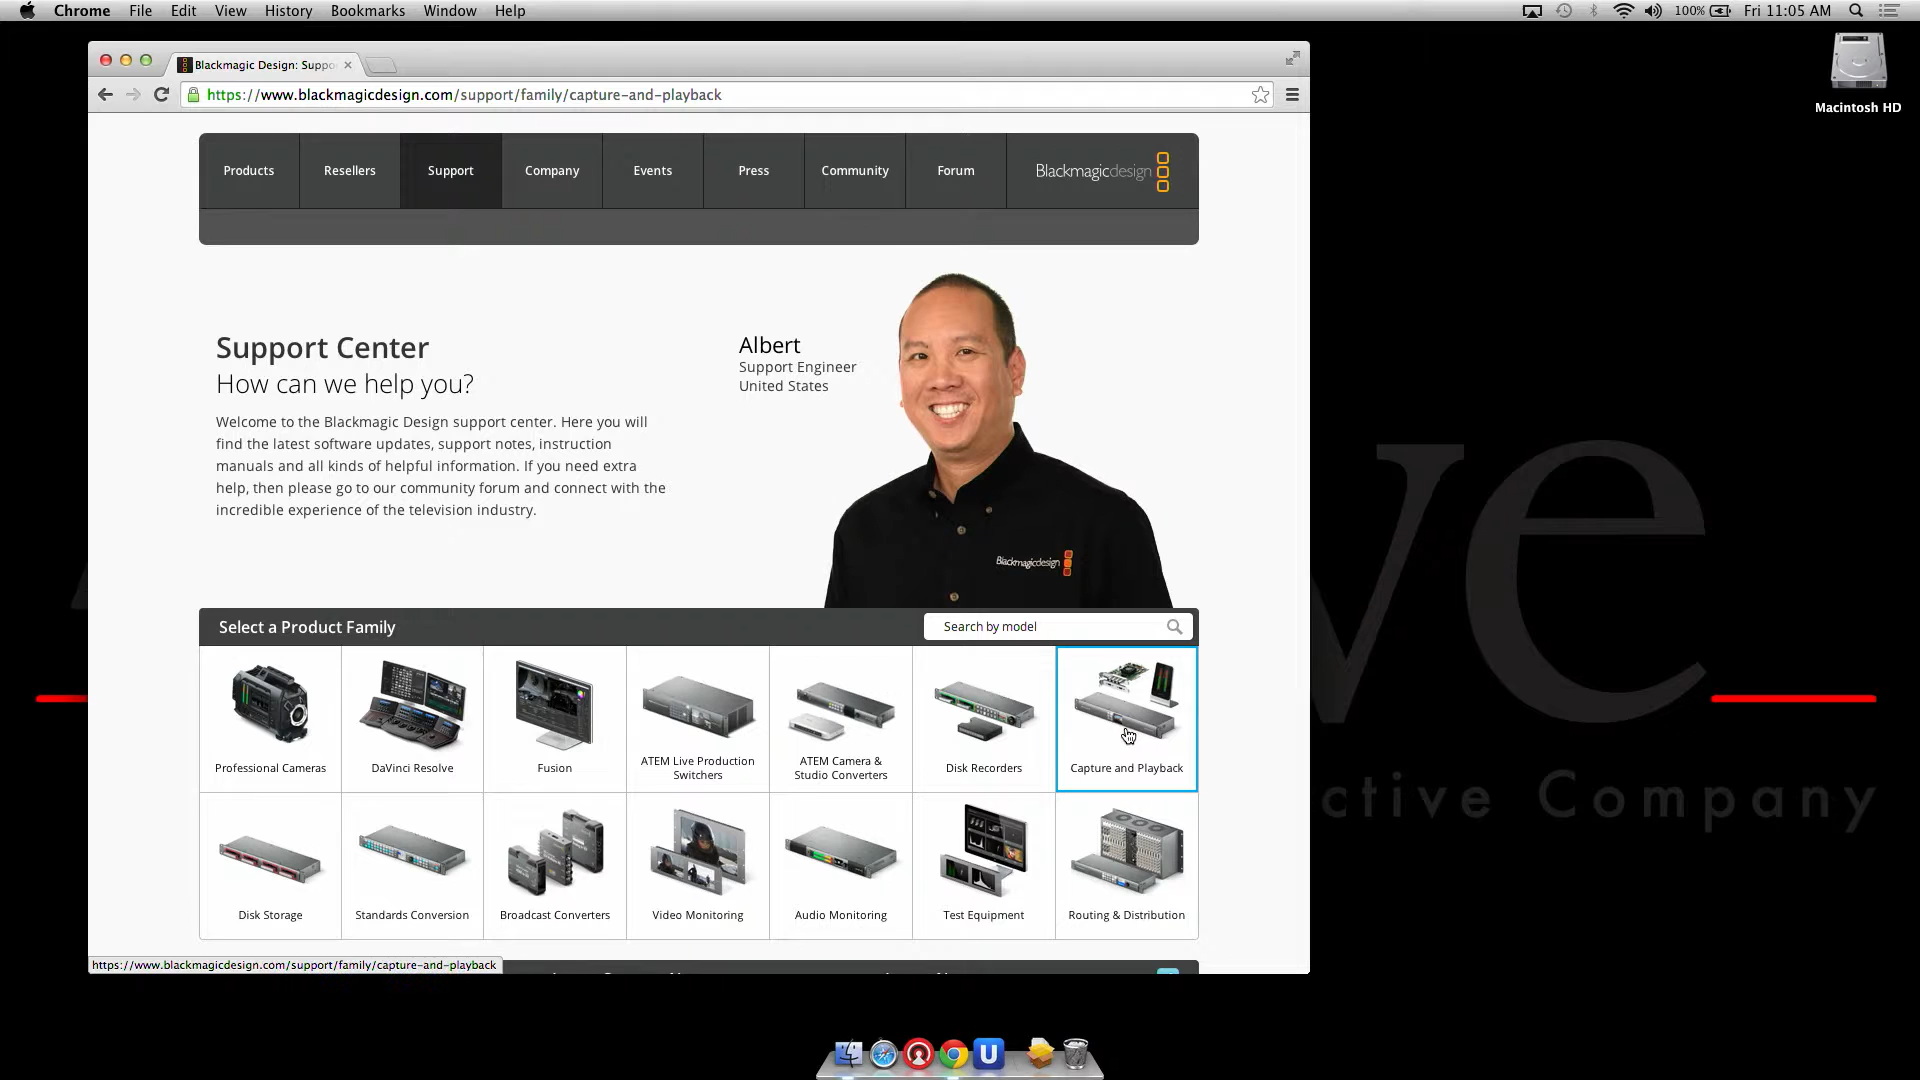 Chrome File Edit View History Bookmarks Window Help 100% Fri 11:05 AM
Macintosh HD
Blackmagic Design: Suppo
https://www.blackmagicdesign.com/support/family/capture-and-playback
Products Resellers Support Company Events Press Community Forum Blackmagicdesign
Support Center
How can we help you?
Welcome to the Blackmagic Design support center. Here you will
find the latest software updates, support notes, instruction
manuals and all kinds of helpful information. If you need extra
help, then please go to our community forum and connect with the
incredible experience of the television industry.
Albert
Support Engineer
United States
Blackmagicdesign
Select a Product Family
Search by model
Professional Cameras
DaVinci Resolve
Fusion
ATEM Live Production
Switchers
ATEM Camera &
Studio Converters
Disk Recorders
Capture and Playback
Disk Storage
Standards Conversion
Broadcast Converters
Video Monitoring
Audio Monitoring
Test Equipment
Routing & Distribution
https://www.blackmagicdesign.com/support/family/capture-and-playback
ve
ctive Company
U